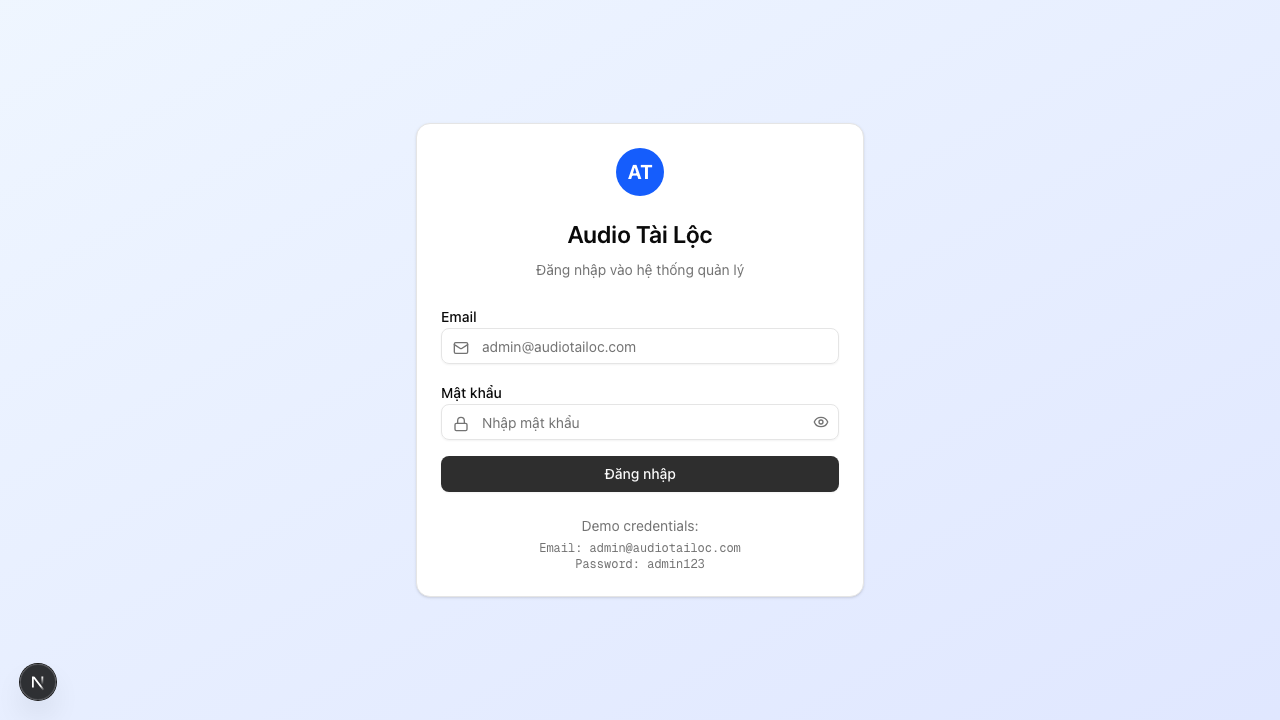 AT
Audio Tài Lộc
Đăng nhập vào hệ thống quản lý
Email
admin@audiotailoc.com
Mật khẩu
Nhập mật khẩu
Đăng nhập
Demo credentials:
Email: admin@audiotailoc.com
Password: admin123
N